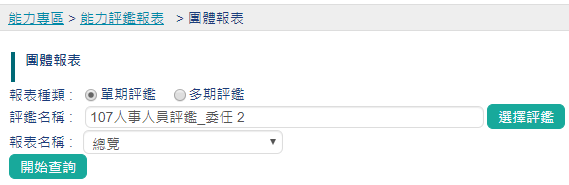 能力專區 > 能力評鑑報表 > 團體報表
團體報表
報表種類： 單期評鑑 多期評鑑
評鑑名稱： 107人事人員評鑑_委任 2 選擇評鑑
報表名稱： 總覽
開始查詢